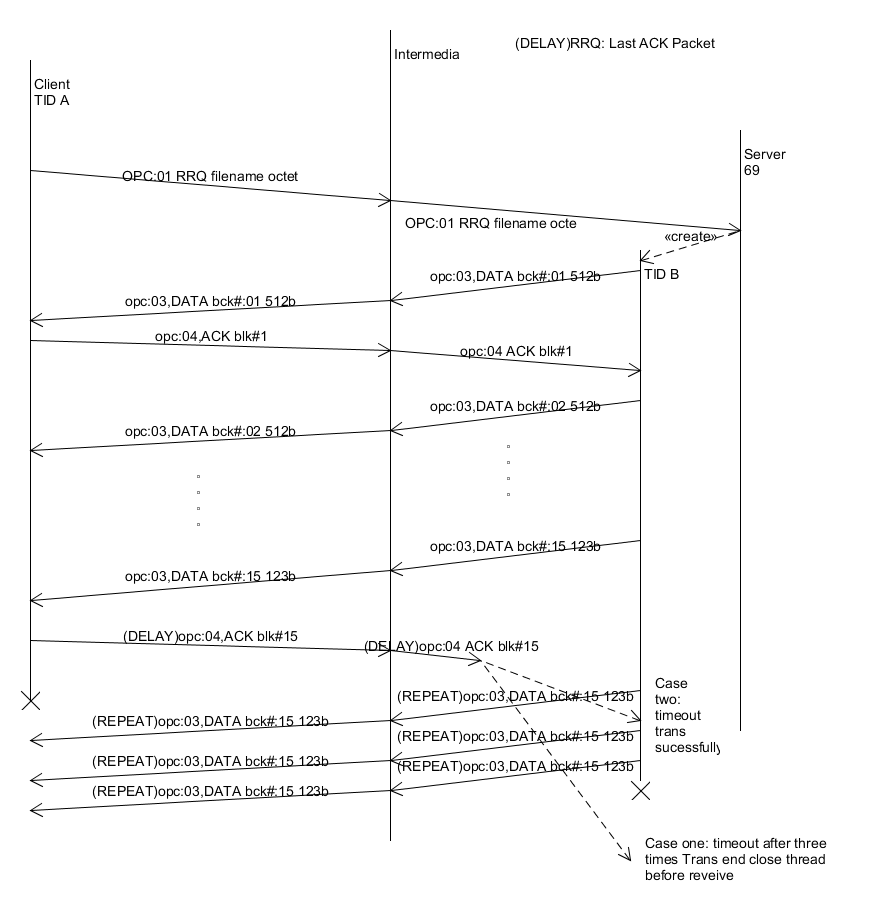 (DELAY)RRQ: Last ACK Packet
Intermedia
Client
TID A
Server
69
OPC:01 RRQ filename octet
OPC:01 RRQ filename octe
«create»
TID B
opc:03,DATA bck#:01 512b
opc:03,DATA bck#:01 512b
opc:04,ACK blk#1
opc:04 ACK blk#1
opc:03,DATA bck#:02 512b
opc:03,DATA bck#:02 512b
opc:03,DATA bck#:15 123b
opc:03,DATA bck#:15 123b
(DELAY)opc:04,ACK blk#15
(DELAY)opc:04 ACK blk#15
Case
two:
timeout
trans
sucessfully
(REPEAT)opc:03,DATA bck#:15 123b
(REPEAT)opc:03,DATA bck#:15 123b
(REPEAT)opc:03,DATA bck#:15 123b
(REPEAT)opc:03,DATA bck#:15 123b
(REPEAT)opc:03,DATA bck#:15 123b
(REPEAT)opc:03,DATA bck#:15 123b
Case one: timeout after three
times Trans end close thread
before reveive